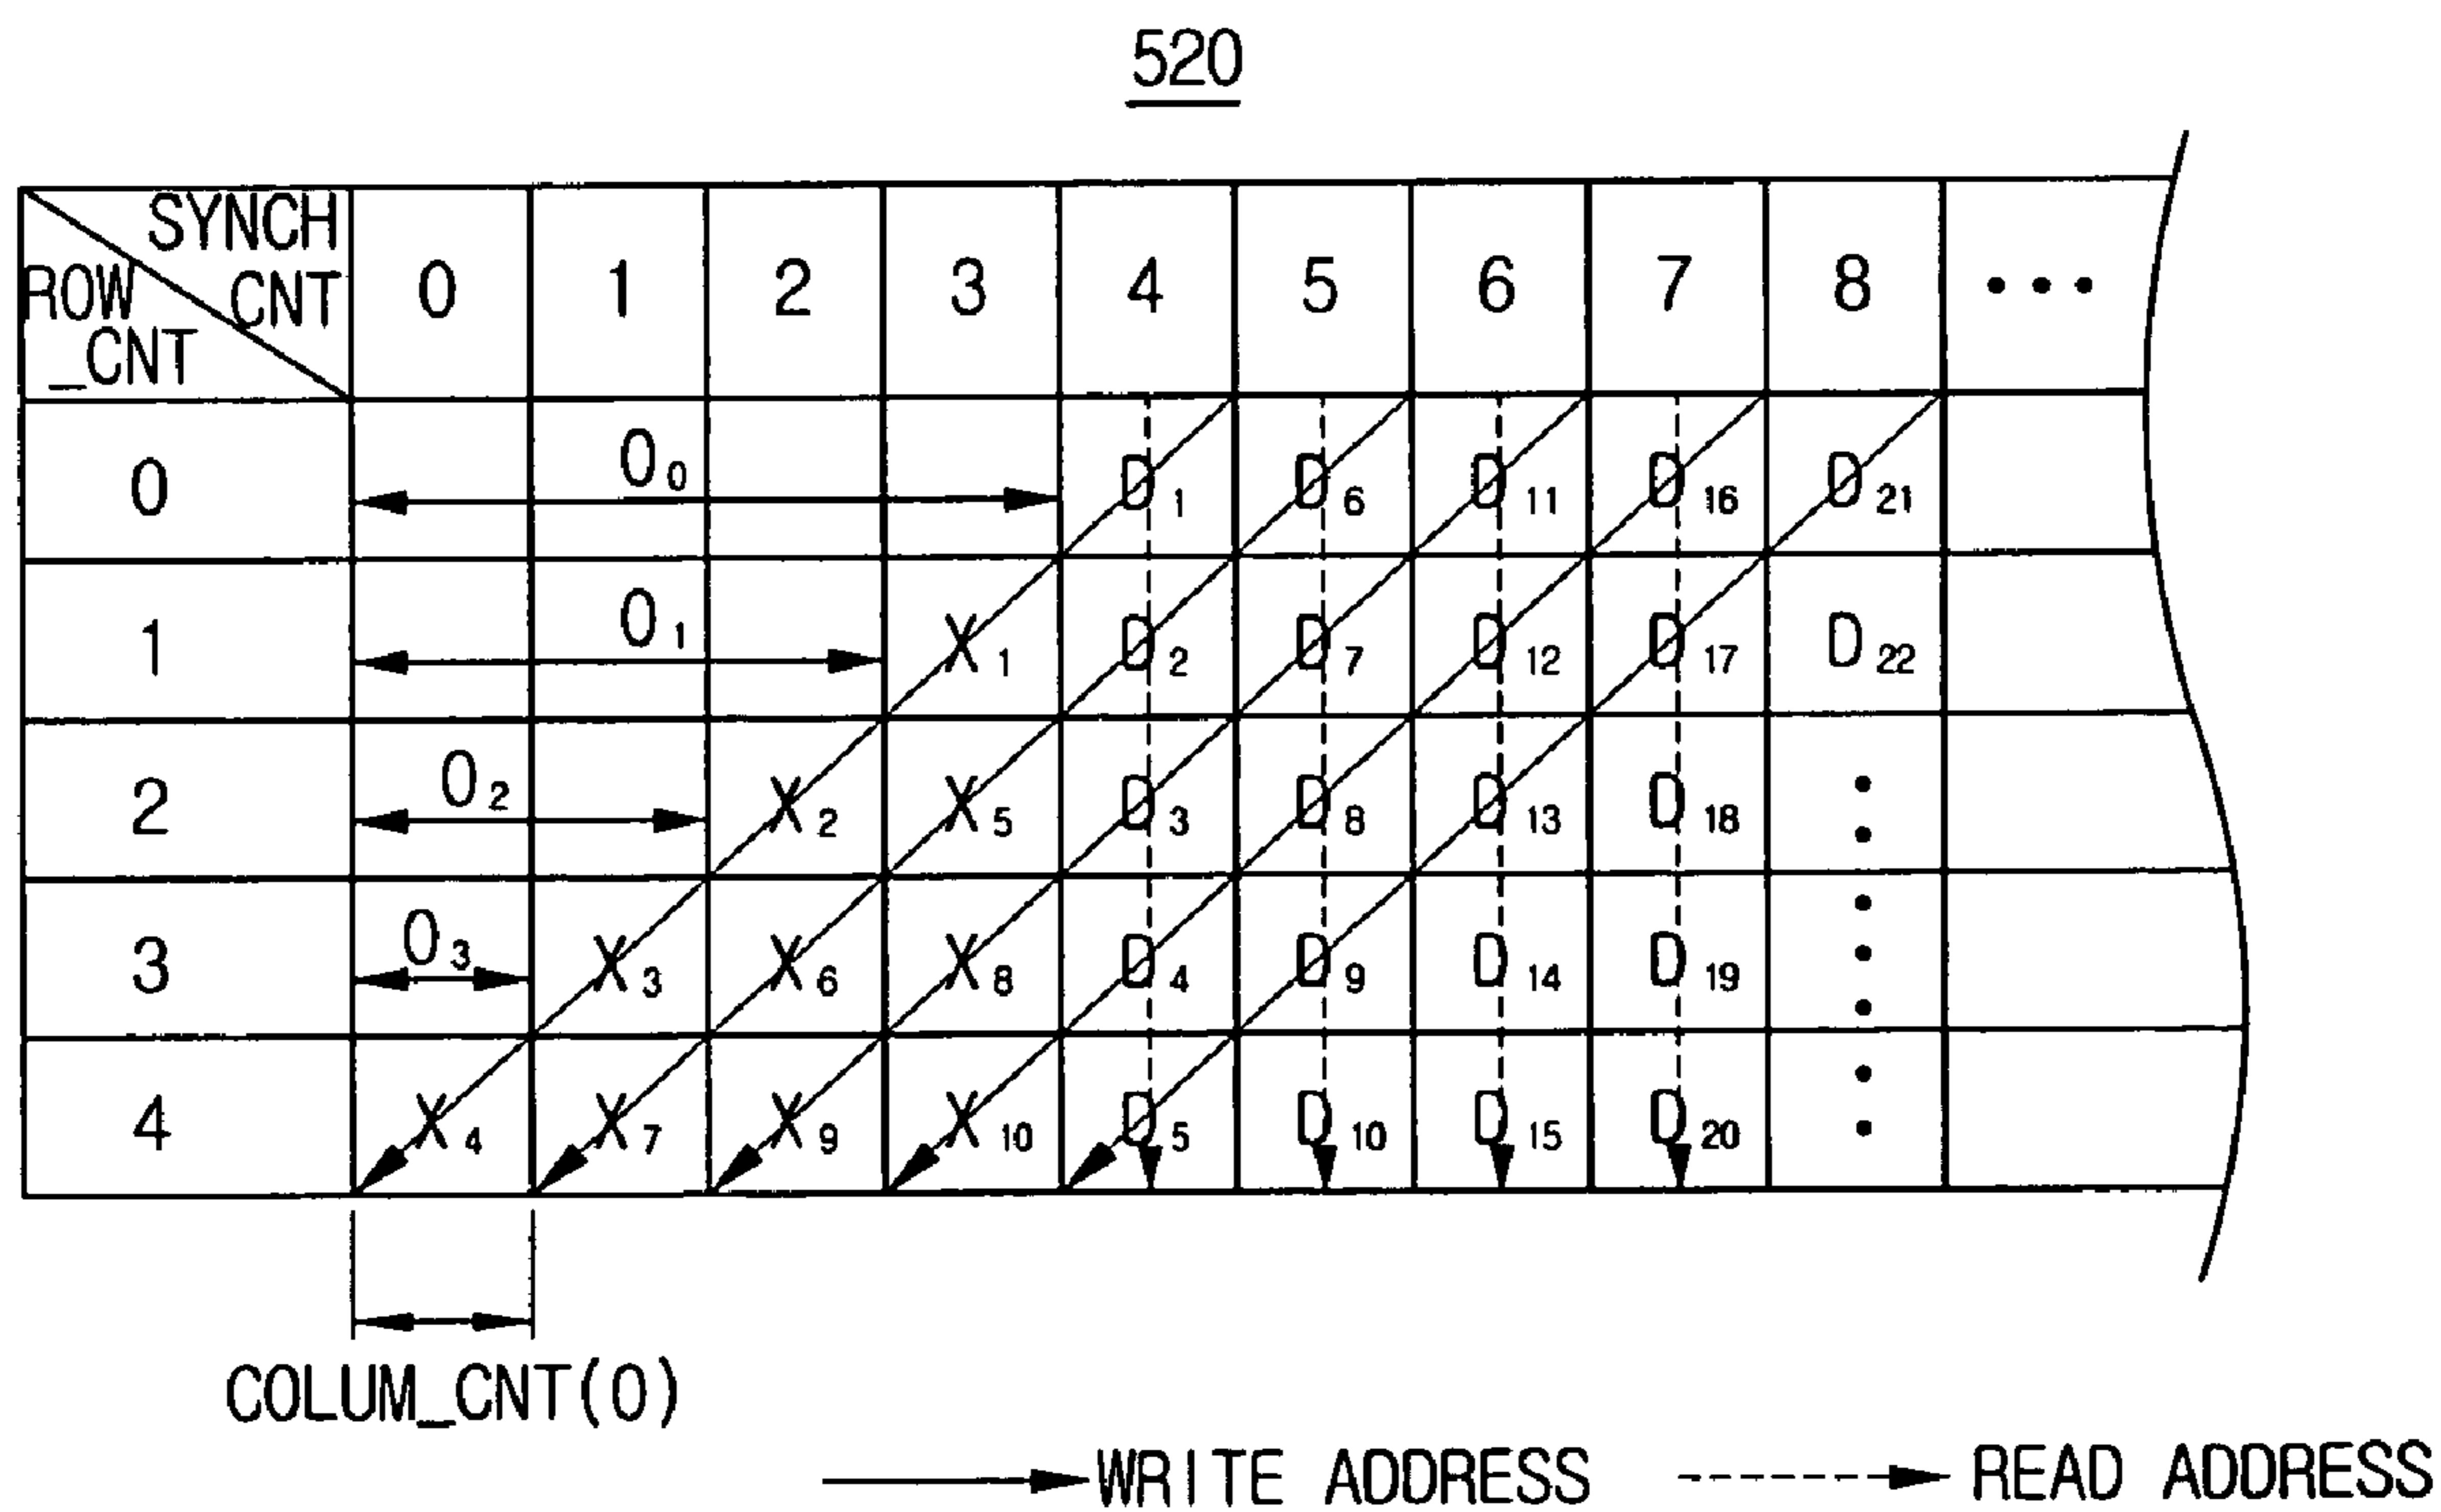 520
SYNCH
CNT
ROW
_CNT
0 1 2 3 4 5 6 7 8 •••
0 O0 D1 D6 D11 D16 D21
1 O1 X1 D2 D7 D12 D17 D22
2 O2 X2 X5 D3 D8 D13 D18
3 O3 X3 X6 X8 D4 D9 D14 D19
4 X4 X7 X9 X10 D5 D10 D15 D20
COLUM_CNT(0)
WRITE ADDRESS READ ADDRESS